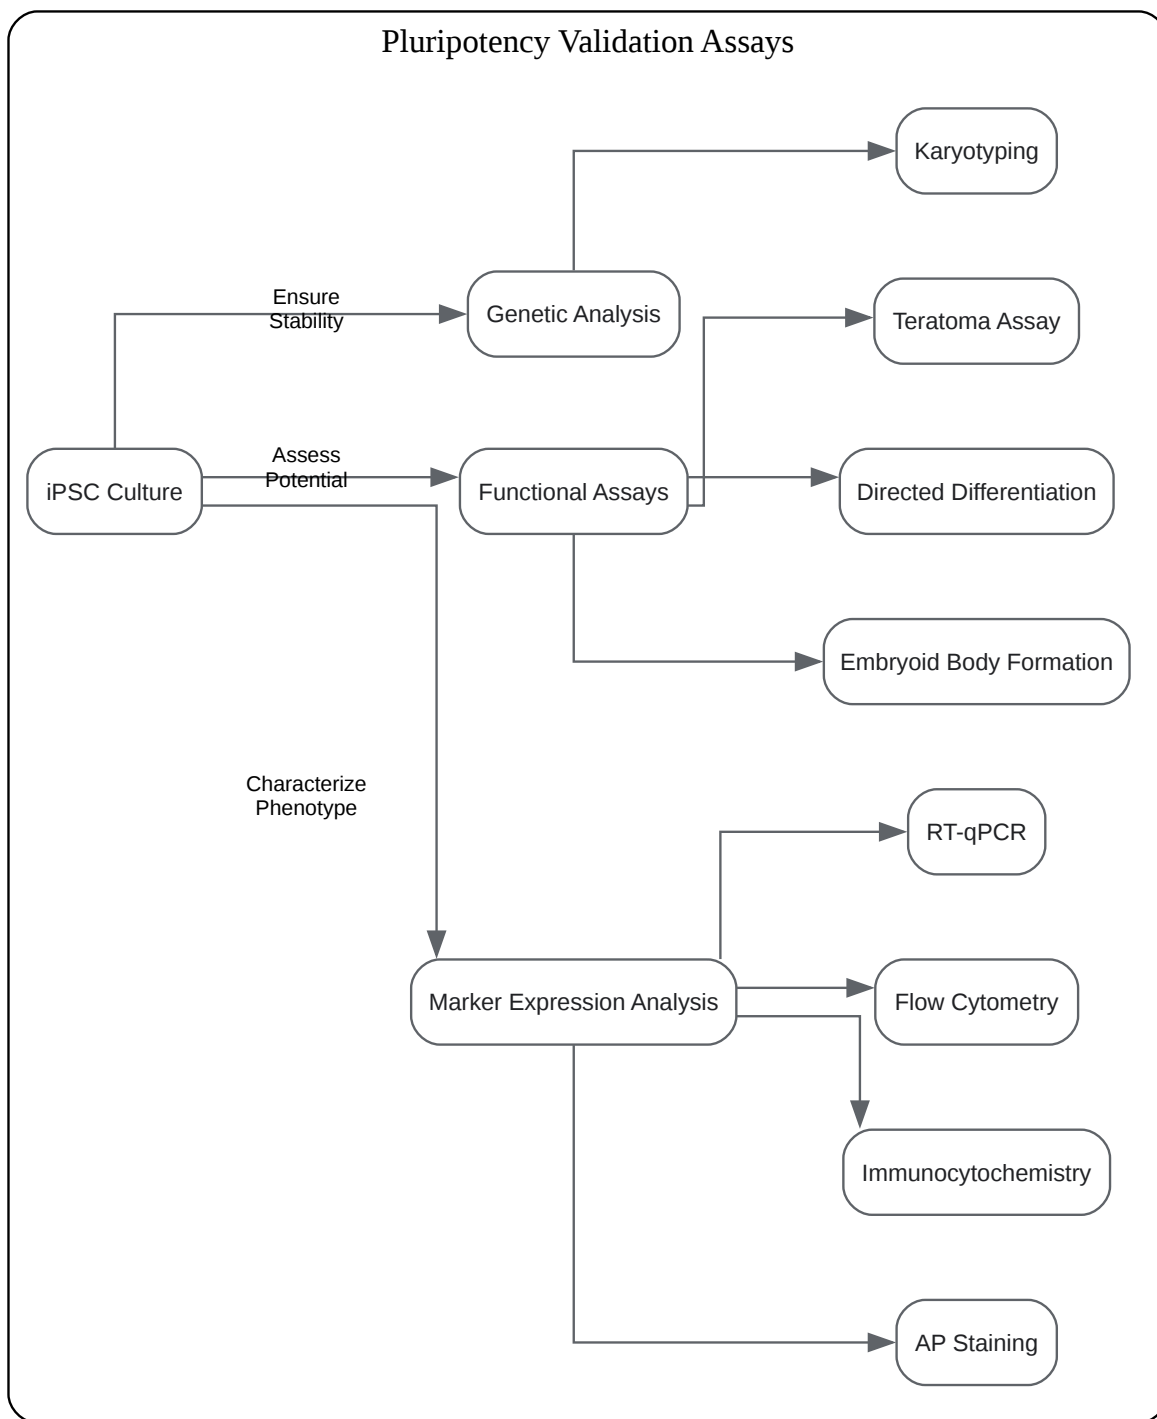 Pluripotency Validation Assays
Karyotyping
Ensure
Stability
Genetic Analysis
Teratoma Assay
iPSC Culture
Assess
Potential
Functional Assays
Directed Differentiation
Embryoid Body Formation
Characterize
Phenotype
RT-qPCR
Marker Expression Analysis
Flow Cytometry
Immunocytochemistry
AP Staining